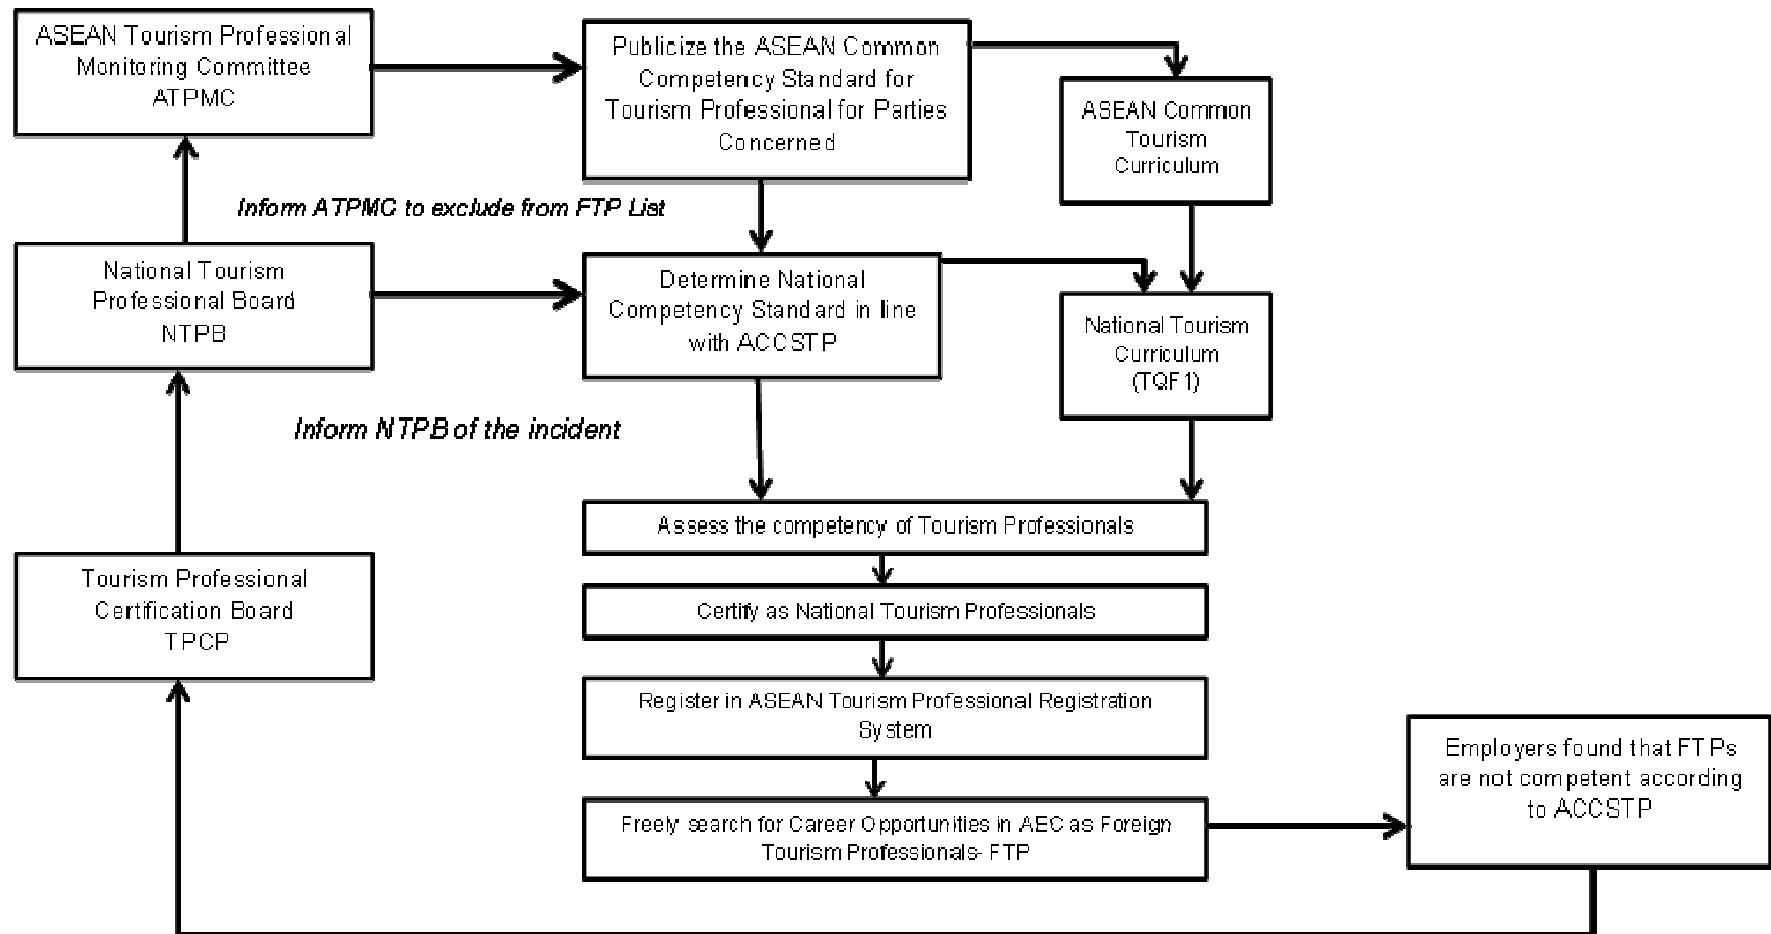 ASEAN Tourism Professional
Monitoring Committee
ATPMC
Publicize the ASEAN Common
Competency Standard for
Tourism Professional for Parties
Concerned
ASEAN Common
Tourism
Curriculum
Inform ATPMC to exclude from FTP List
National Tourism
Professional Board
NTPB
Determine National
Competency Standard in line
with ACCSTP
National Tourism
Curriculum
(TQF1)
Inform NTPB of the incident
Assess the competency of Tourism Professionals
Tourism Professional
Certification Board
TPCP
Certify as National Tourism Professionals
Register in ASEAN Tourism Professional Registration
System
Employers found that FTPs
are not competent according
to ACCSTP
Freely search for Career Opportunities in AEC as Foreign
Tourism Professionals- FTP